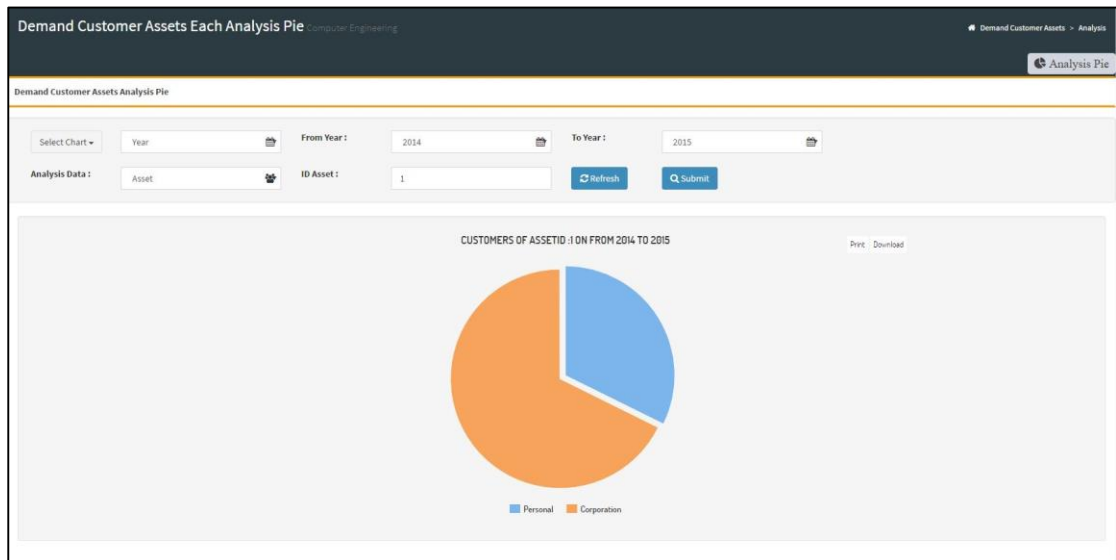 Demand Customer Assets Each Analysis Pie Computer Engineering
Demand Customer Assets > Analysis
Analysis Pie
Demand Customer Assets Analysis Pie
Select Chart Year From Year : 2014 To Year : 2015
Analysis Data : Asset ID Asset : 1 Refresh Submit
CUSTOMERS OF ASSETID :1 ON FROM 2014 TO 2015
Print Download
Personal Corporation